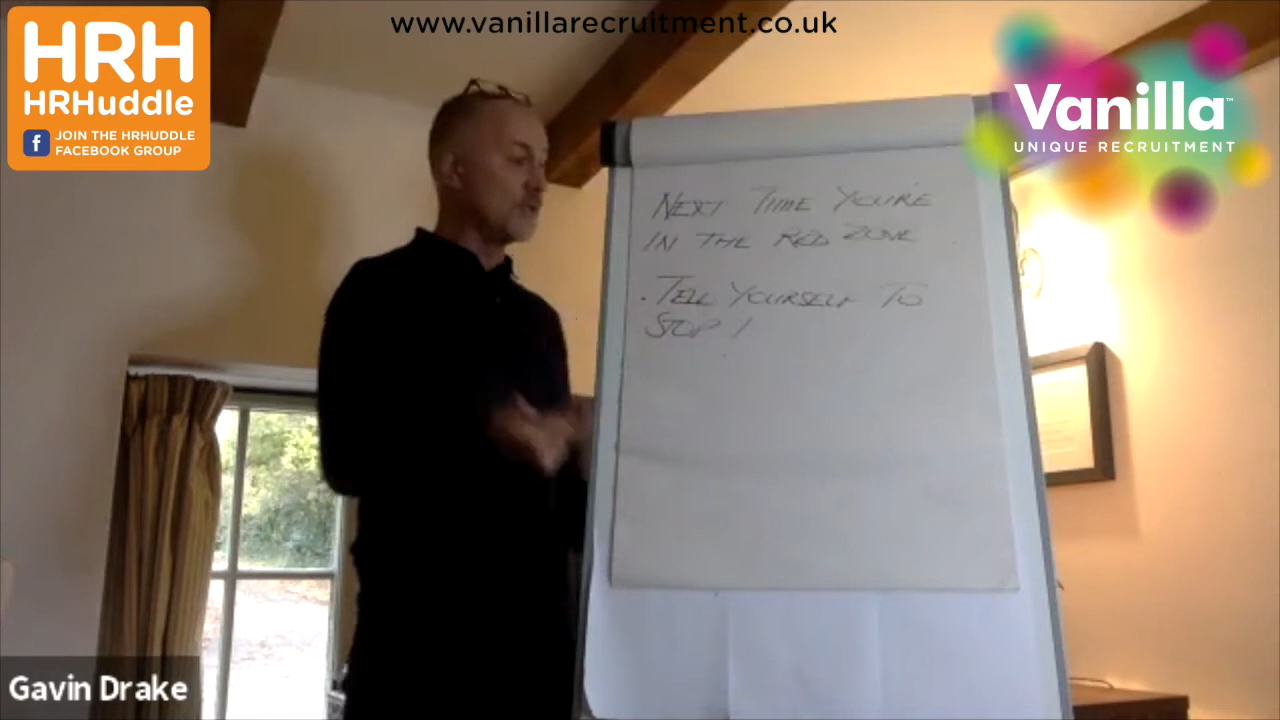 www.vanillarecruitment.co.uk
HRH
HRHuddle
f
JOIN THE HRHUDDLE
FACEBOOK GROUP
Vanilla™
UNIQUE RECRUITMENT
NEXT TIME YOU'RE
IN THE RED ZONE
. TELL YOURSELF TO
STOP !
Gavin Drake